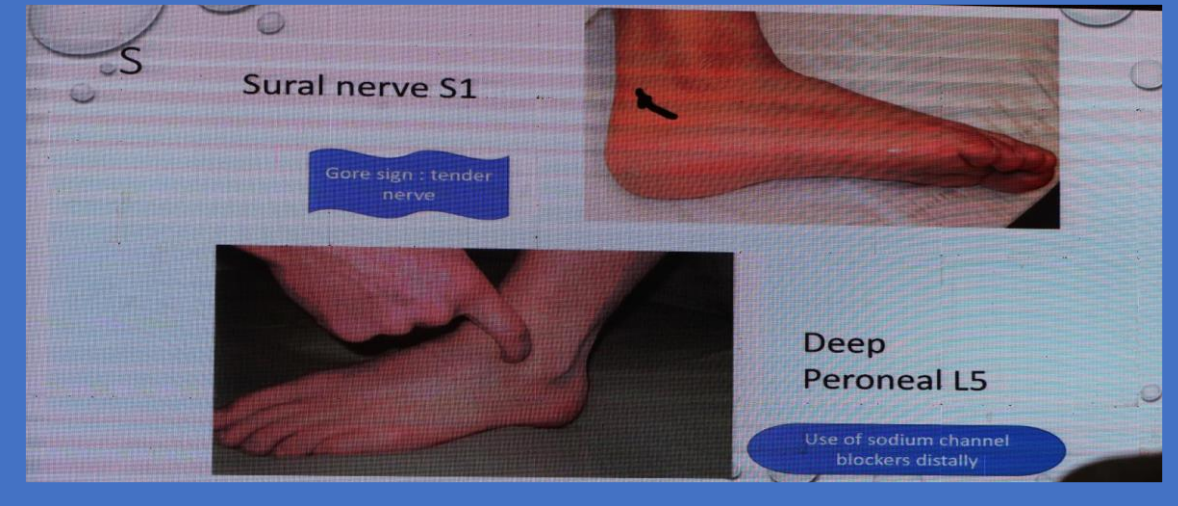 S
Sural nerve S1
Gore sign : tender
nerve
Deep
Peroneal L5
Use of sodium channel
blockers distally